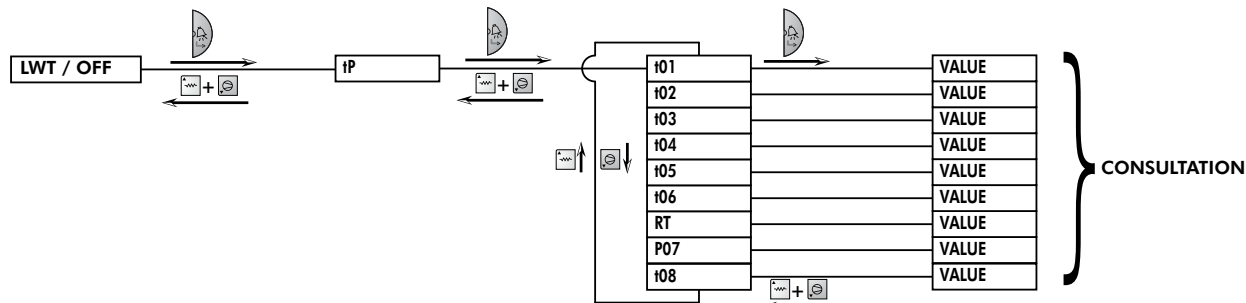 LWT / OFF
+
tP
+
t01 VALUE
t02 VALUE
t03 VALUE
t04 VALUE
t05 VALUE
t06 VALUE
RT VALUE
P07 VALUE
t08 VALUE
+
CONSULTATION